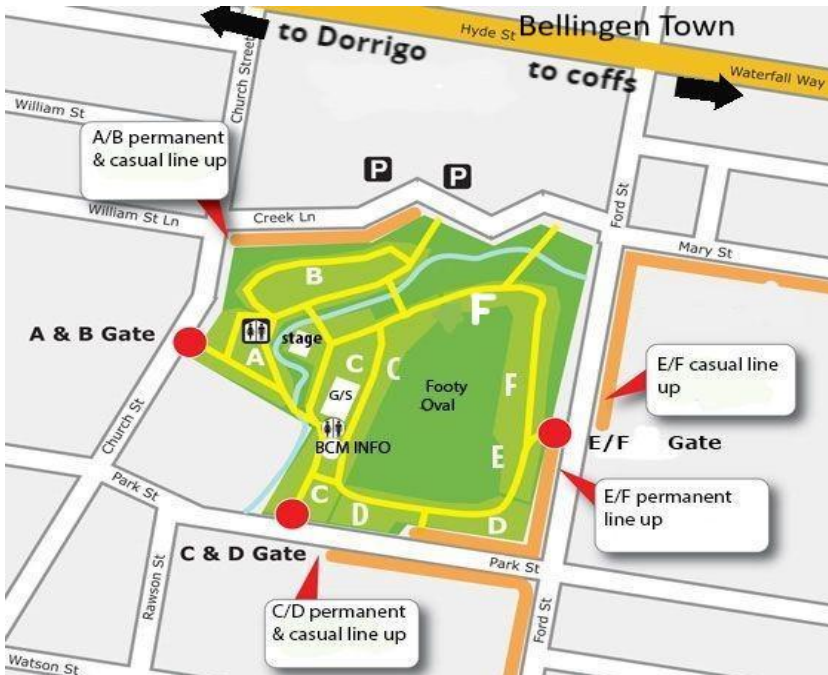 Bellingen Town
Hyde St
to Dorrigo
to coffs
Waterfall Way
Church Street
William St
A/B permanent
& casual line up
P
P
Ford St
William St Ln
Creek Ln
Mary St
B
F
A & B Gate
stage
A
C
C
G/S
Footy
Oval
F
E/F casual line
up
BCM INFO
E
E/F Gate
Church St
Park St
C
D
D
E/F permanent
line up
C & D Gate
Park St
Rawson St
C/D permanent
& casual line up
Ford St
Watson St